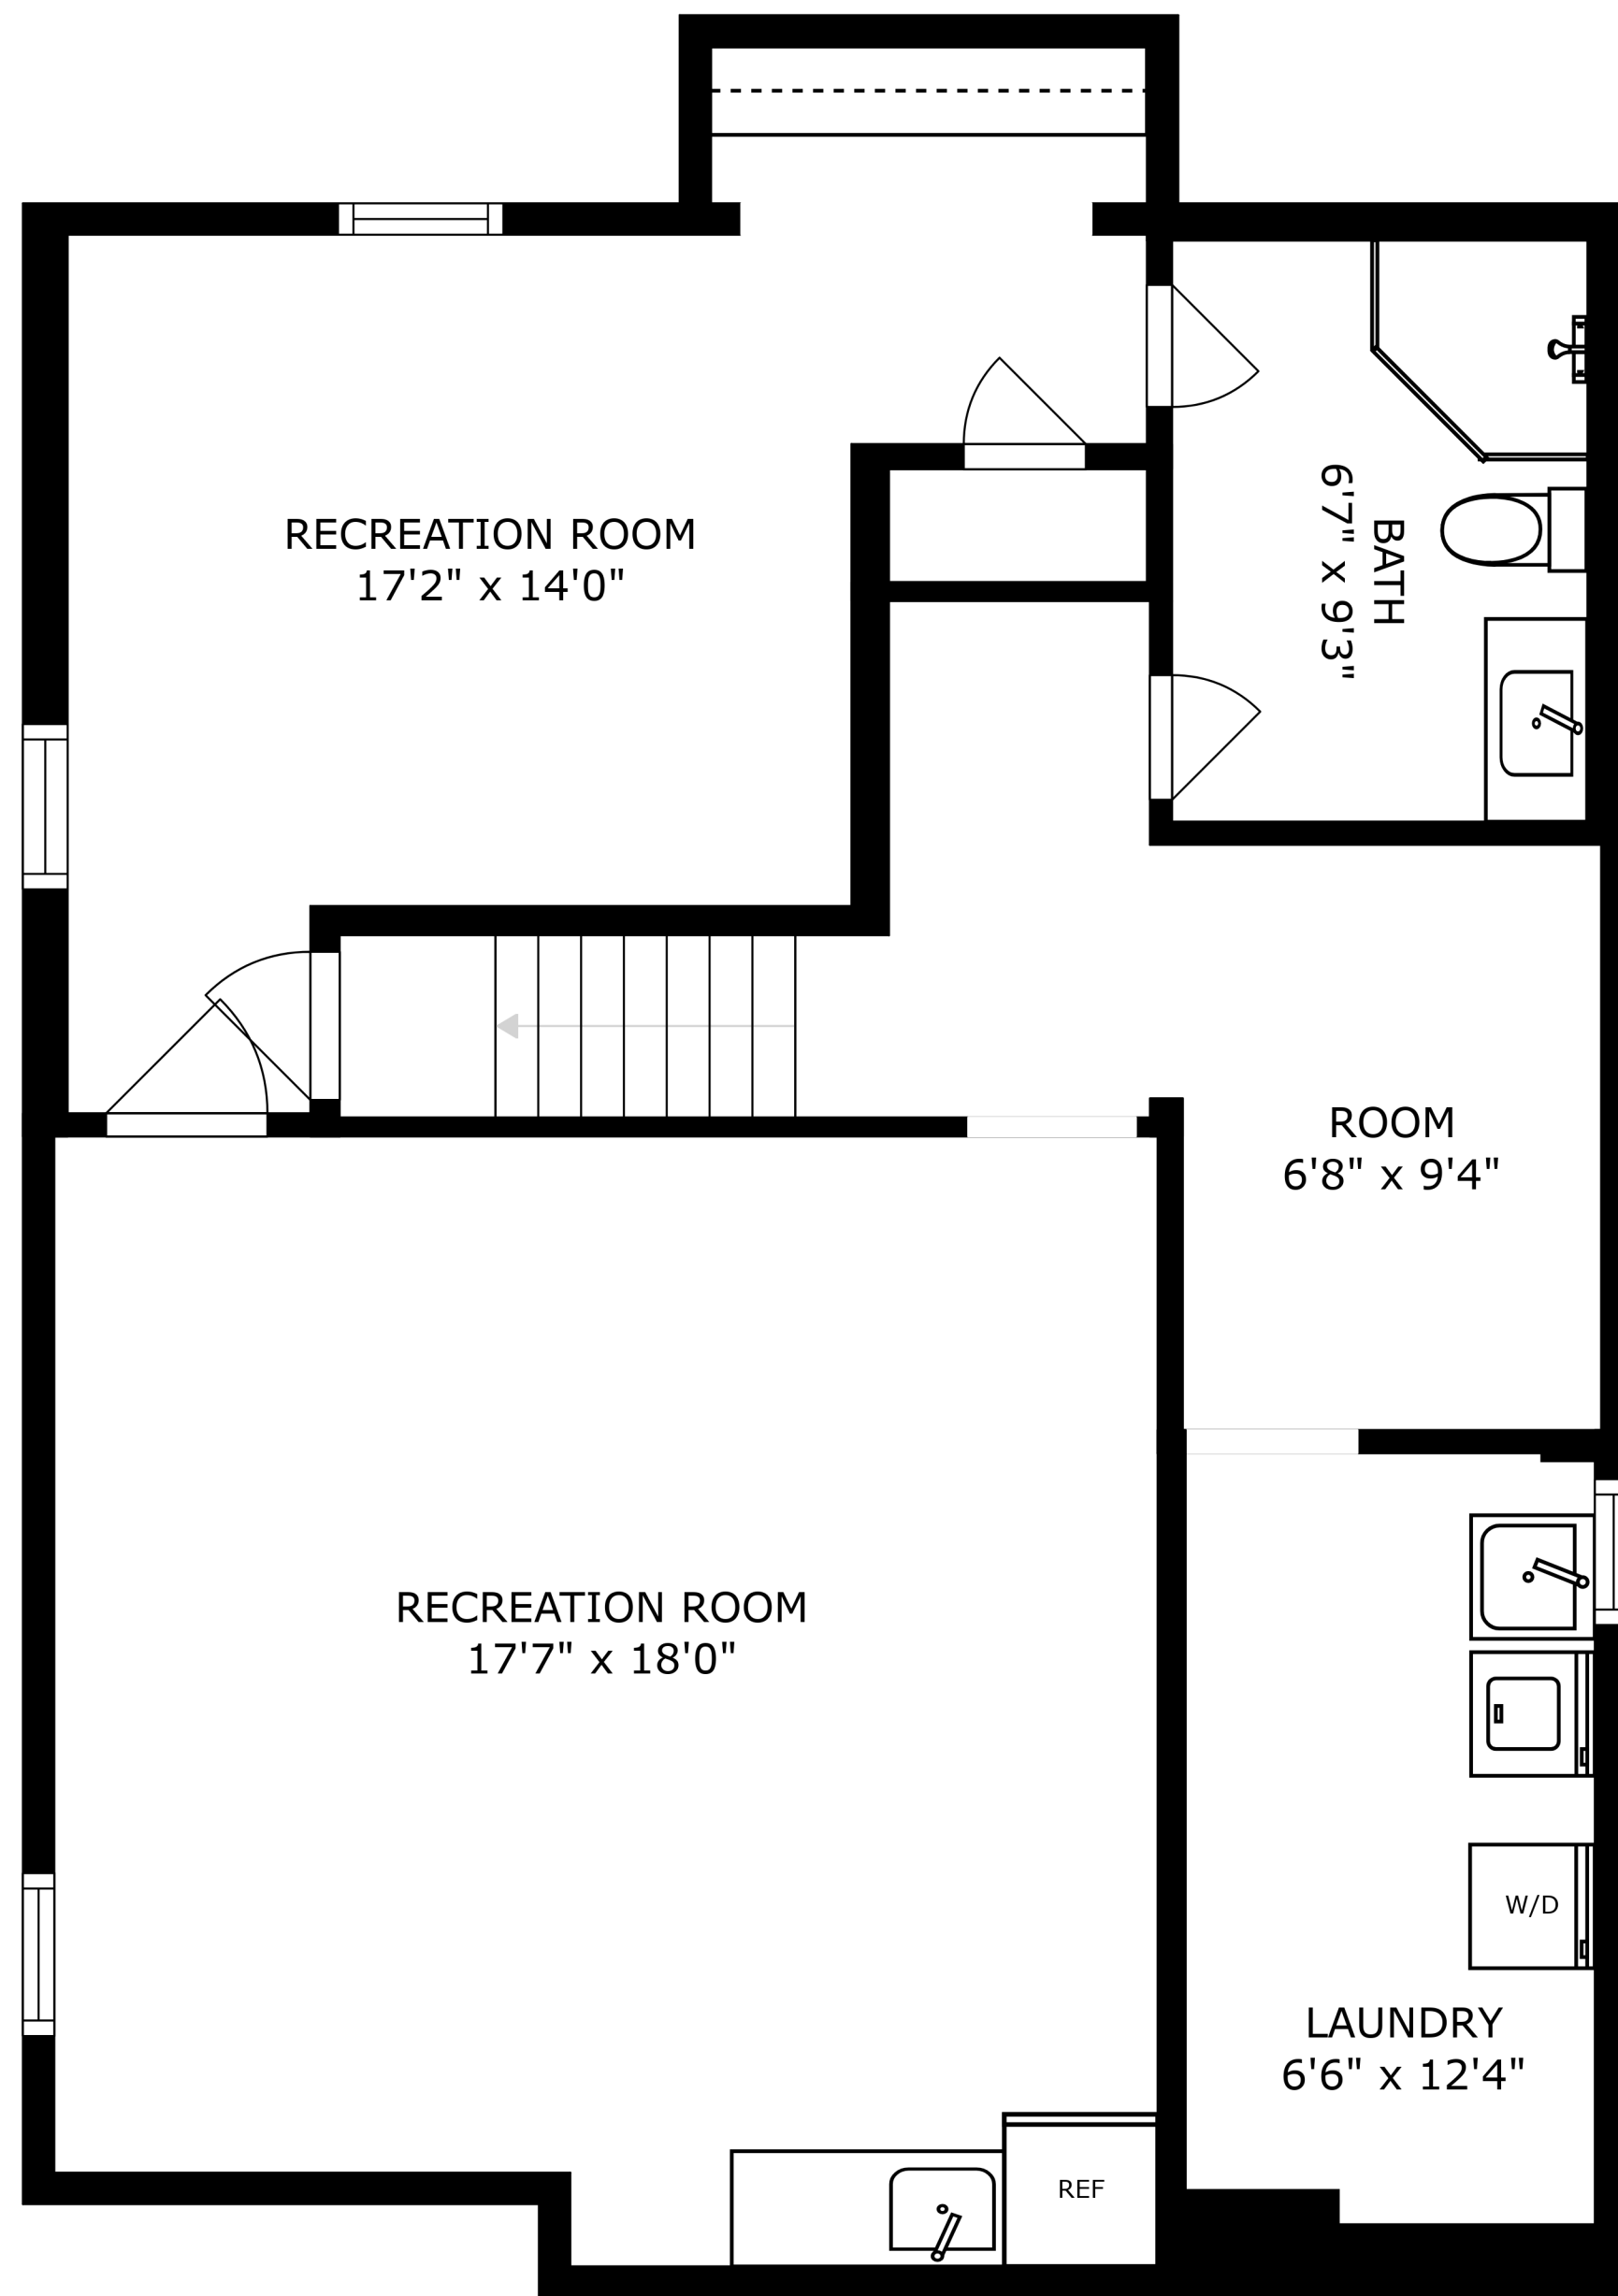 RECREATION ROOM
17'2" x 14'0"
BATH
6'7" x 9'3"
ROOM
6'8" x 9'4"
RECREATION ROOM
17'7" x 18'0"
W/D
LAUNDRY
6'6" x 12'4"
REF